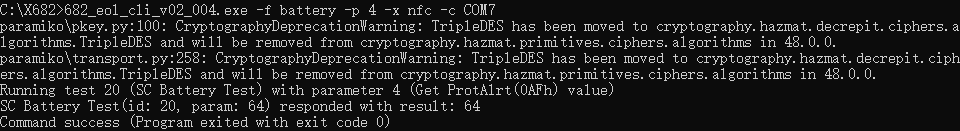 C:\X682>682_eol_cli_v02_004.exe -f battery -p 4 -x nfc -c COM7
paramiko\pkey.py:100: CryptographyDeprecationWarning: TripleDES has been moved to cryptography.hazmat.decrepit.ciphers.a
lgorithms.TripleDES and will be removed from cryptography.hazmat.primitives.ciphers.algorithms in 48.0.0.
paramiko\transport.py:258: CryptographyDeprecationWarning: TripleDES has been moved to cryptography.hazmat.decrepit.ciph
ers.algorithms.TripleDES and will be removed from cryptography.hazmat.primitives.ciphers.algorithms in 48.0.0.
Running test 20 (SC Battery Test) with parameter 4 (Get ProtAlrt(0AFh) value)
SC Battery Test(id: 20, param: 64) responded with result: 64
Command success (Program exited with exit code 0)